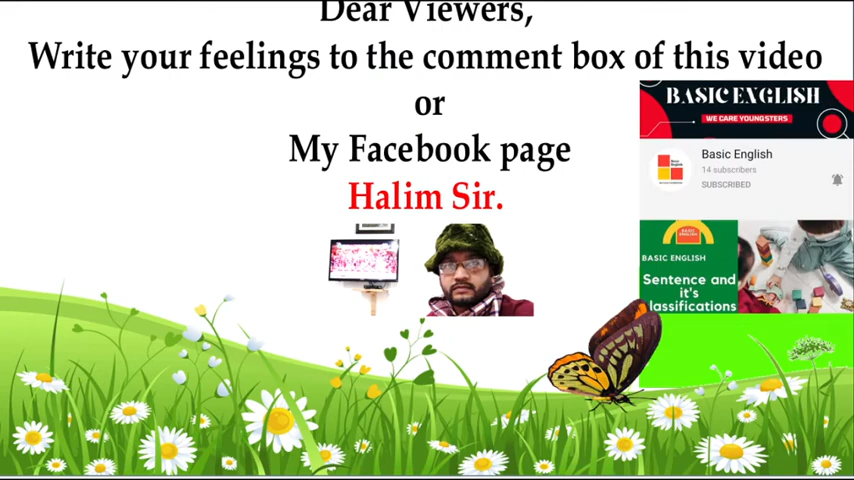 Dear Viewers,
Write your feelings to the comment box of this video
or
My Facebook page
Halim Sir.
BASIC ENGLISH
WE CARE YOUNGSTERS
Basic English
14 subscribers
SUBSCRIBED
BASIC ENGLISH
Sentence and
it's
lassifications